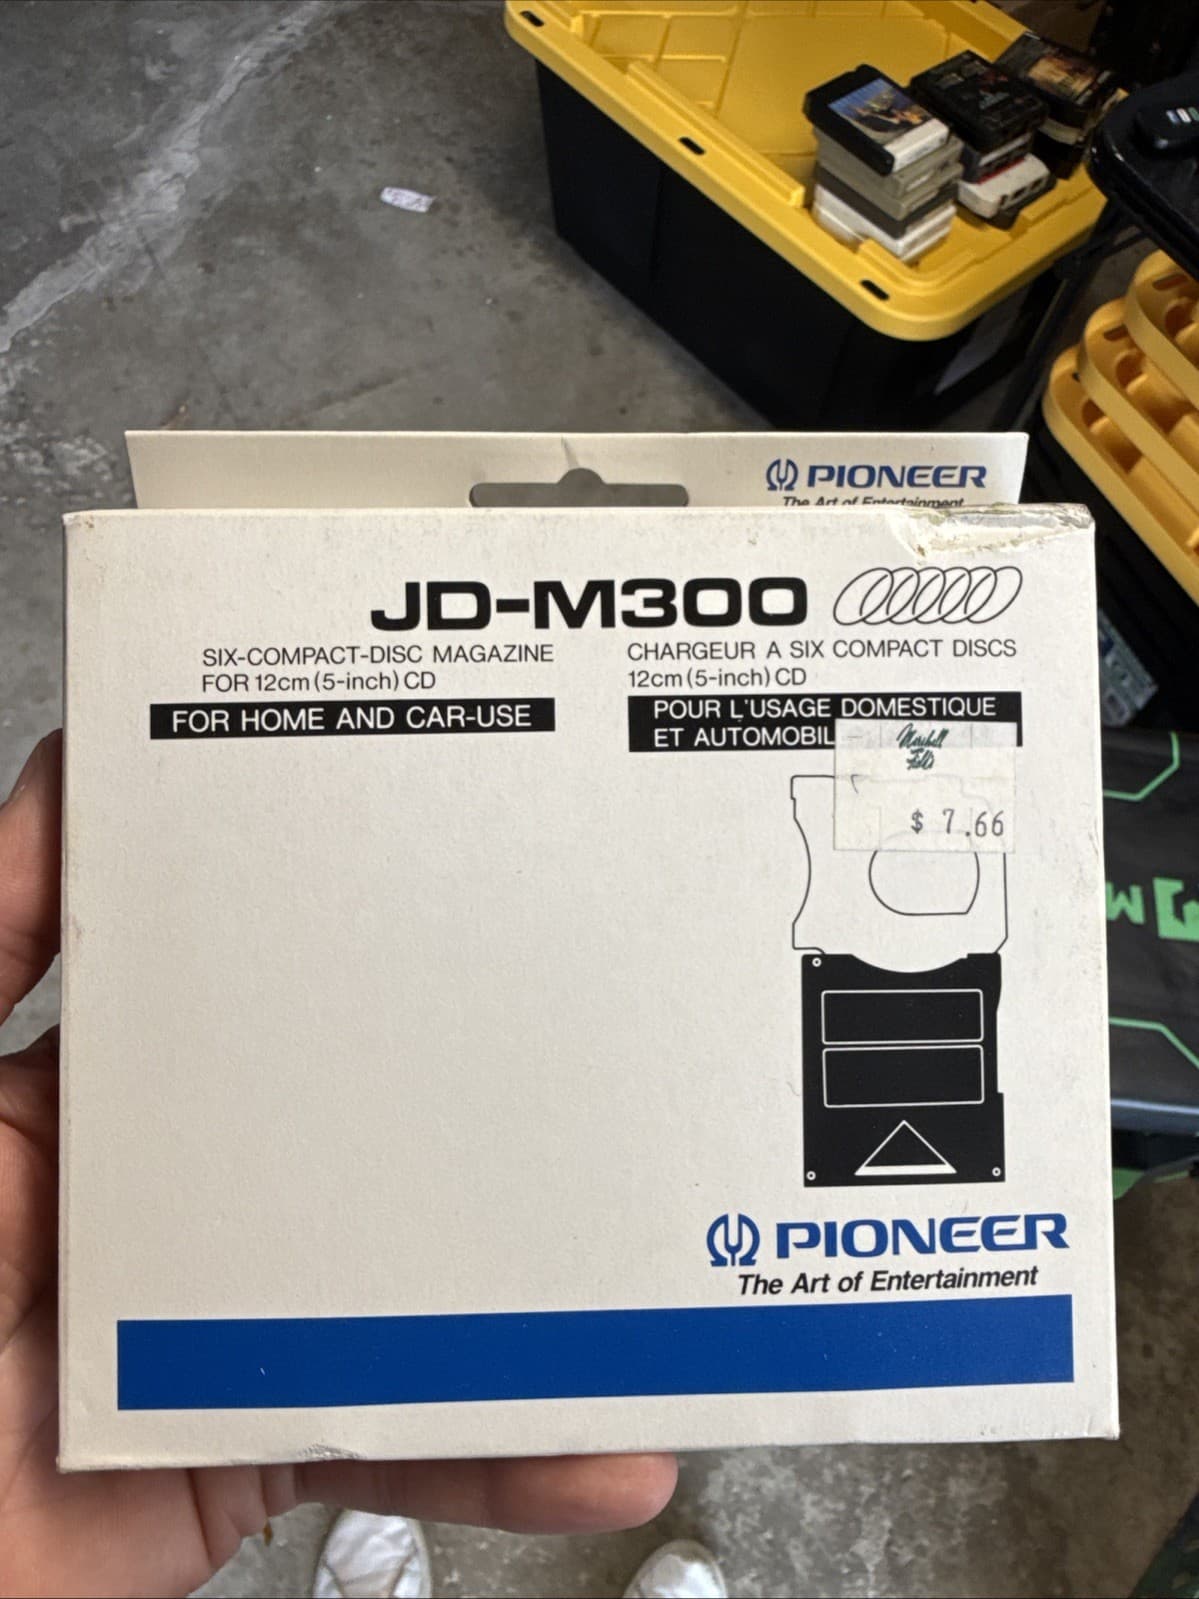 PIONEER
The Art of Entertainment
JD-M300
SIX-COMPACT-DISC MAGAZINE
FOR 12cm (5-inch) CD
FOR HOME AND CAR-USE
CHARGEUR A SIX COMPACT DISCS
12cm (5-inch) CD
POUR L'USAGE DOMESTIQUE
ET AUTOMOBIL
Marshall
Field's
$ 7.66
PIONEER
The Art of Entertainment